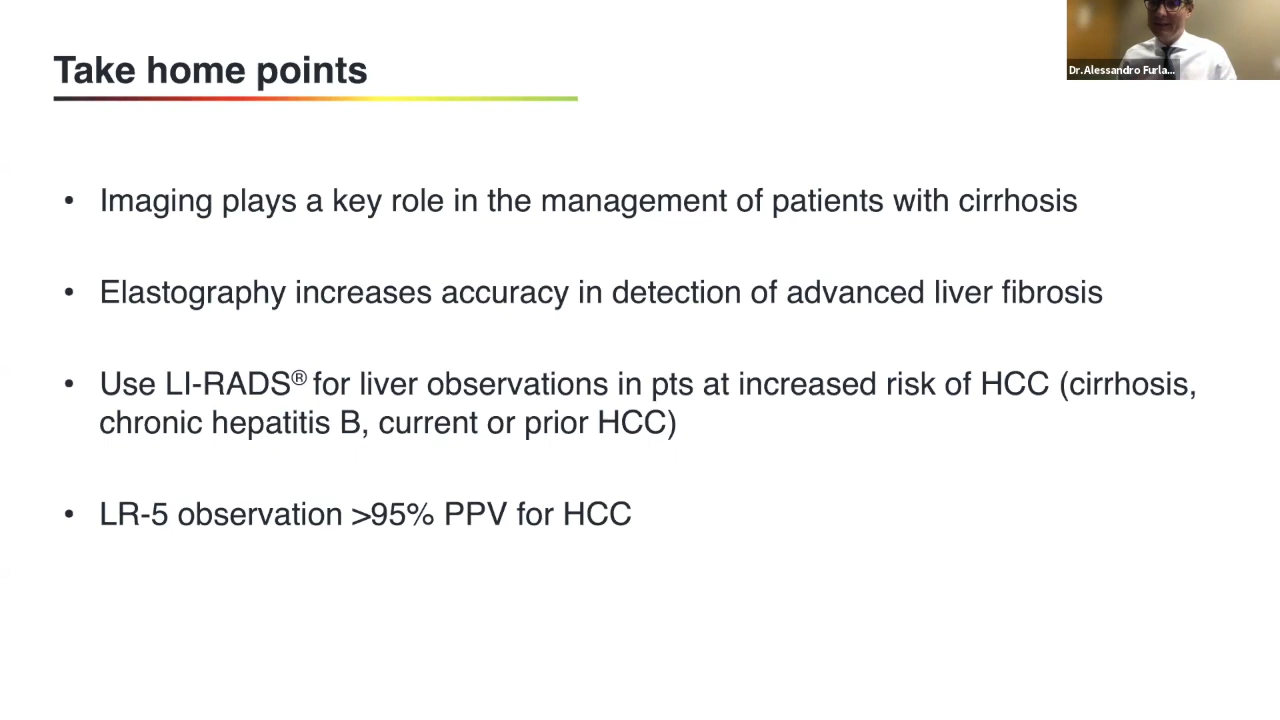 Take home points
Dr.Alessandro Furla...
• Imaging plays a key role in the management of patients with cirrhosis
• Elastography increases accuracy in detection of advanced liver fibrosis
• Use LI-RADS® for liver observations in pts at increased risk of HCC (cirrhosis,
chronic hepatitis B, current or prior HCC)
• LR-5 observation >95% PPV for HCC